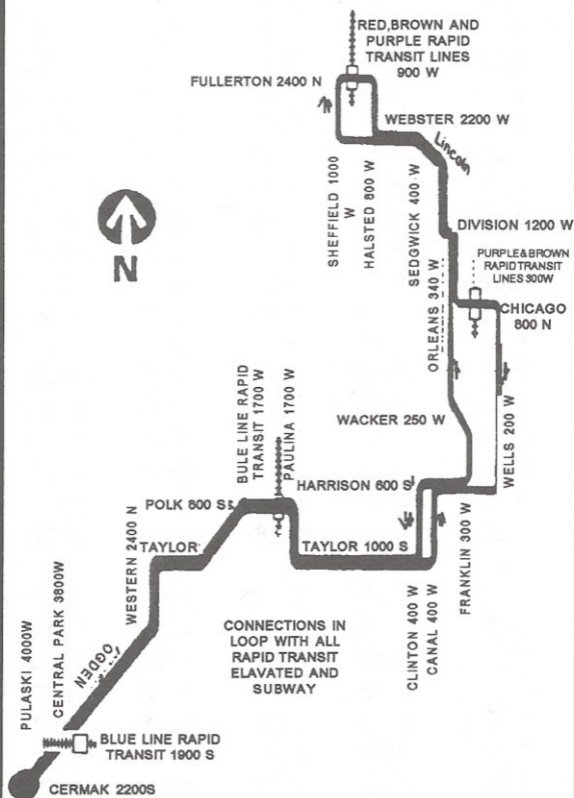 RED,BROWN AND
PURPLE RAPID
TRANSIT LINES
900 W
FULLERTON 2400 N
WEBSTER 2200 W
Lincoln
SHEFFIELD 1000
W
HALSTED 800 W
SEDGWICK 400 W
DIVISION 1200 W
N
PURPLE&BROWN
RAPID TRANSIT
LINES 300W
ORLEANS 340 W
CHICAGO
800 N
WACKER 250 W
WELLS 200 W
BULE LINE RAPID
TRANSIT 1700 W
PAULINA 1700 W
HARRISON 600 S
POLK 800 S
WESTERN 2400 N
TAYLOR
TAYLOR 1000 S
FRANKLIN 300 W
CLINTON 400 W
CANAL 400 W
CONNECTIONS IN
LOOP WITH ALL
RAPID TRANSIT
ELAVATED AND
SUBWAY
PULASKI 4000W
CENTRAL PARK 3800W
OGDEN
BLUE LINE RAPID
TRANSIT 1900 S
CERMAK 2200S